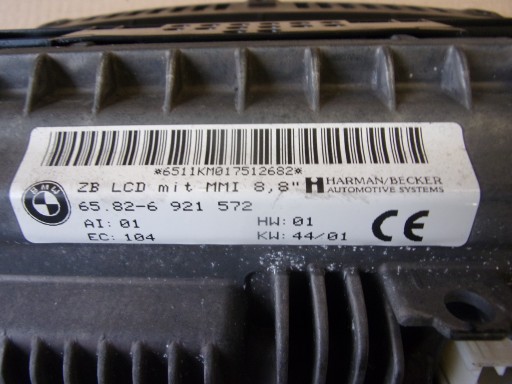 *6511KM017512682*
BMW
ZB LCD mit MMI 8,8" HARMAN/BECKER
AUTOMOTIVE SYSTEMS
65.82-6 921 572
AI: 01 HW: 01
EC: 104 KW: 44/01
CE